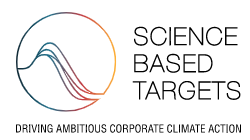 SCIENCE
BASED
TARGETS
DRIVING AMBITIOUS CORPORATE CLIMATE ACTION